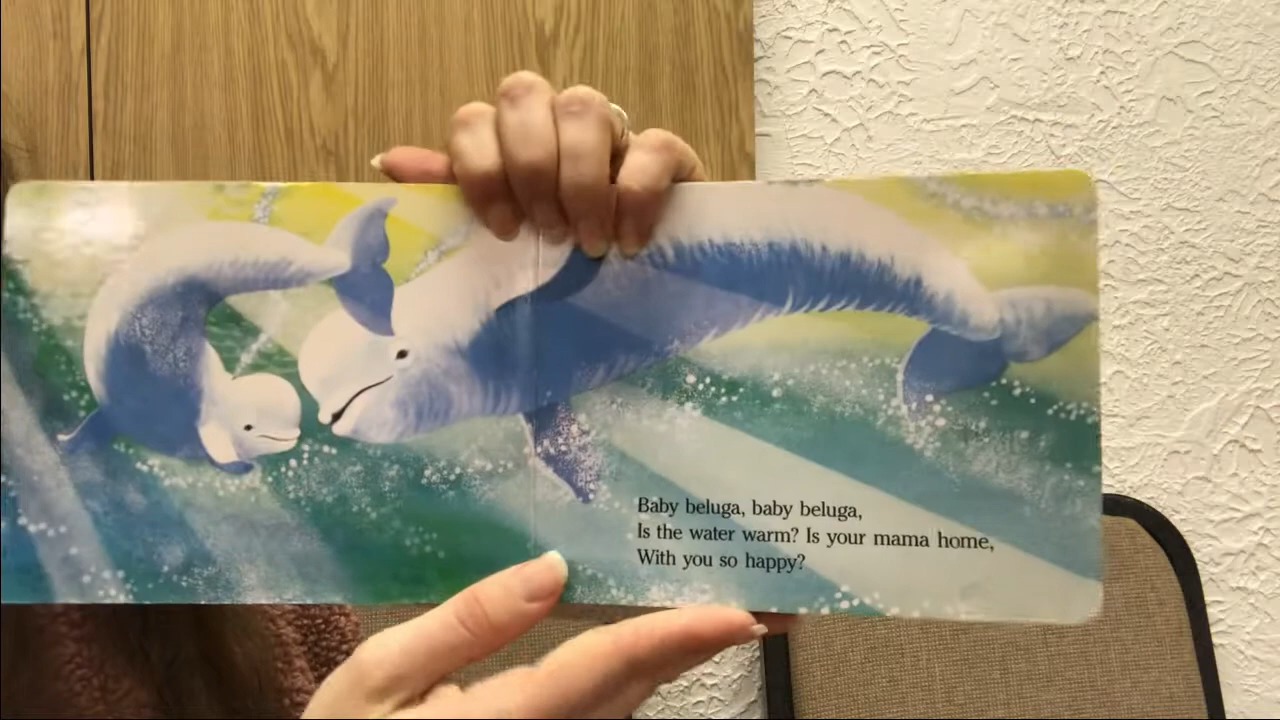 Baby beluga, baby beluga,
Is the water warm? Is your mama home,
With you so happy?